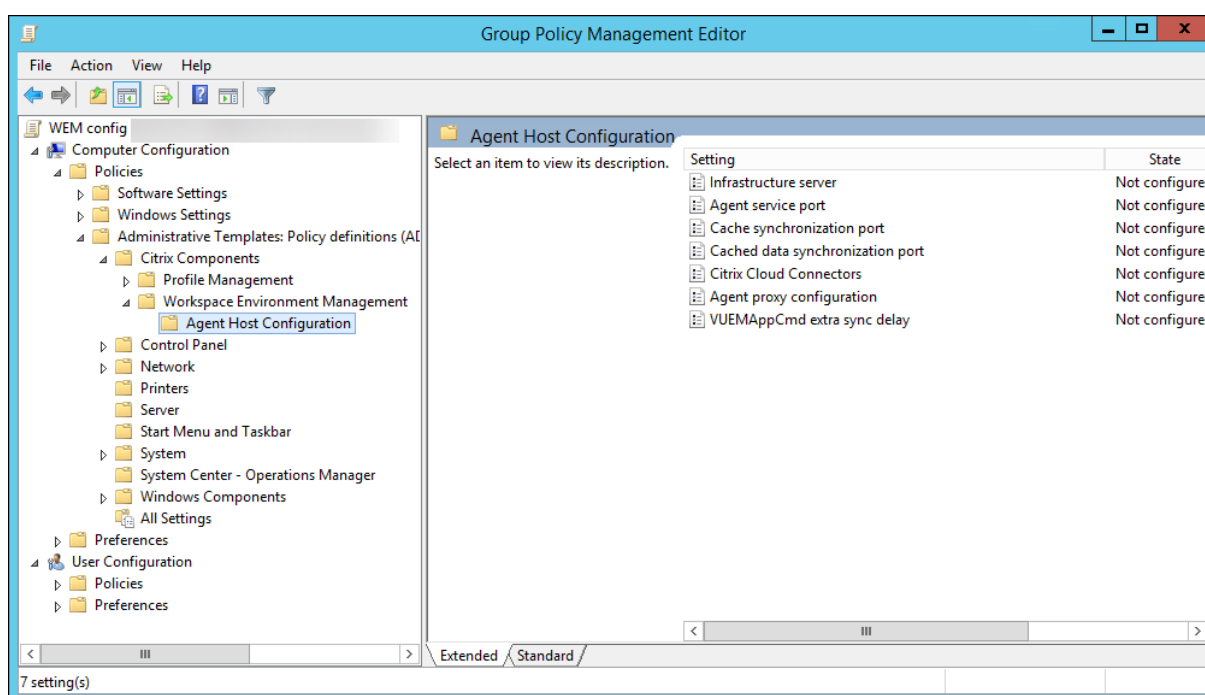 Group Policy Management Editor
x
File Action View Help
?
WEM config
Computer Configuration
Policies
Software Settings
Windows Settings
Administrative Templates: Policy definitions (AD
Citrix Components
Profile Management
Workspace Environment Management
Agent Host Configuration
Control Panel
Network
Printers
Server
Start Menu and Taskbar
System
System Center - Operations Manager
Windows Components
All Settings
Preferences
User Configuration
Policies
Preferences
Agent Host Configuration
Select an item to view its description.
Setting State
Infrastructure server Not configure
Agent service port Not configure
Cache synchronization port Not configure
Cached data synchronization port Not configure
Citrix Cloud Connectors Not configure
Agent proxy configuration Not configure
VUEMAppCmd extra sync delay Not configure
Extended Standard
7 setting(s)